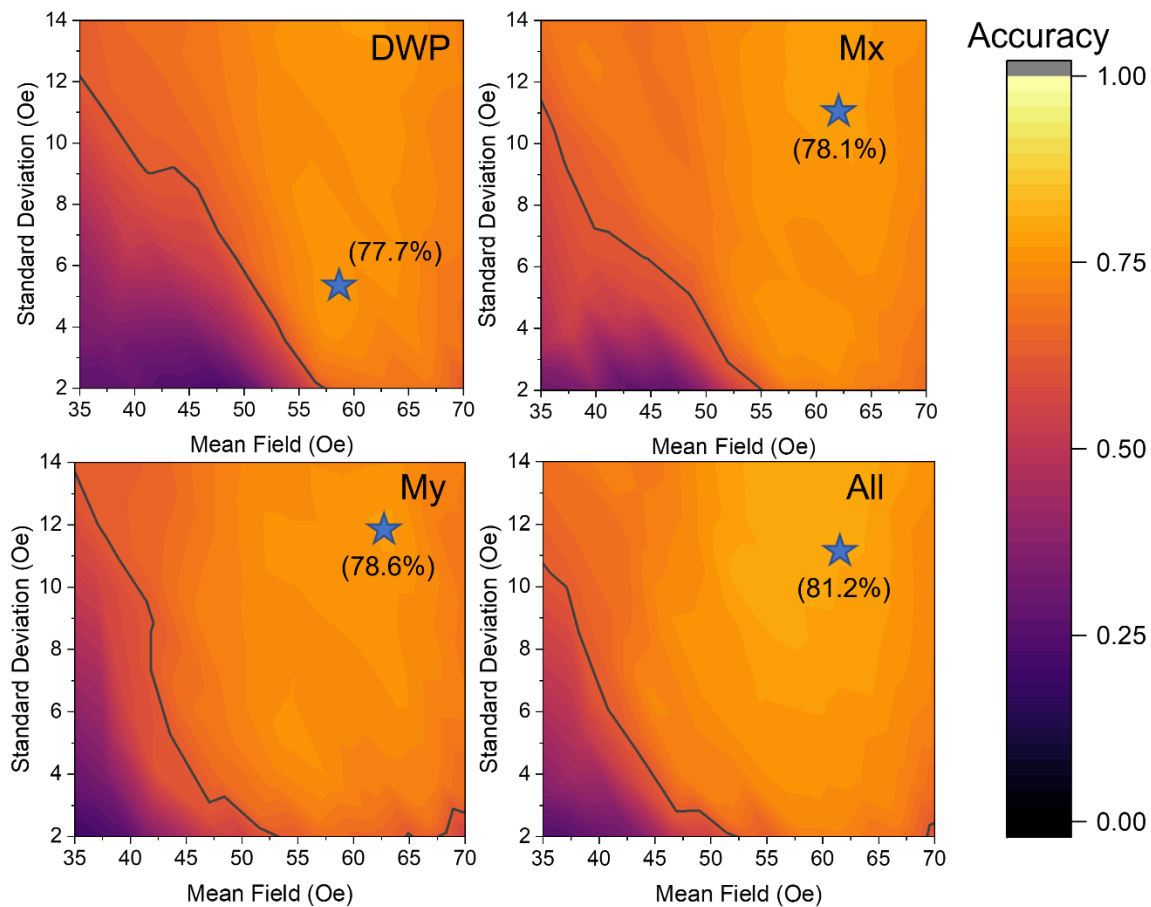 DWP
14
12
10
8
6
4
2
Standard Deviation (Oe)
(77.7%)
35 40 45 50 55 60 65 70
Mean Field (Oe)
Mx
14
12
10
8
6
4
2
Standard Deviation (Oe)
(78.1%)
35 40 45 50 55 60 65 70
Mean Field (Oe)
My
14
12
10
8
6
4
2
Standard Deviation (Oe)
(78.6%)
35 40 45 50 55 60 65 70
Mean Field (Oe)
All
14
12
10
8
6
4
2
Standard Deviation (Oe)
(81.2%)
35 40 45 50 55 60 65 70
Mean Field (Oe)
Accuracy
1.00
0.75
0.50
0.25
0.00